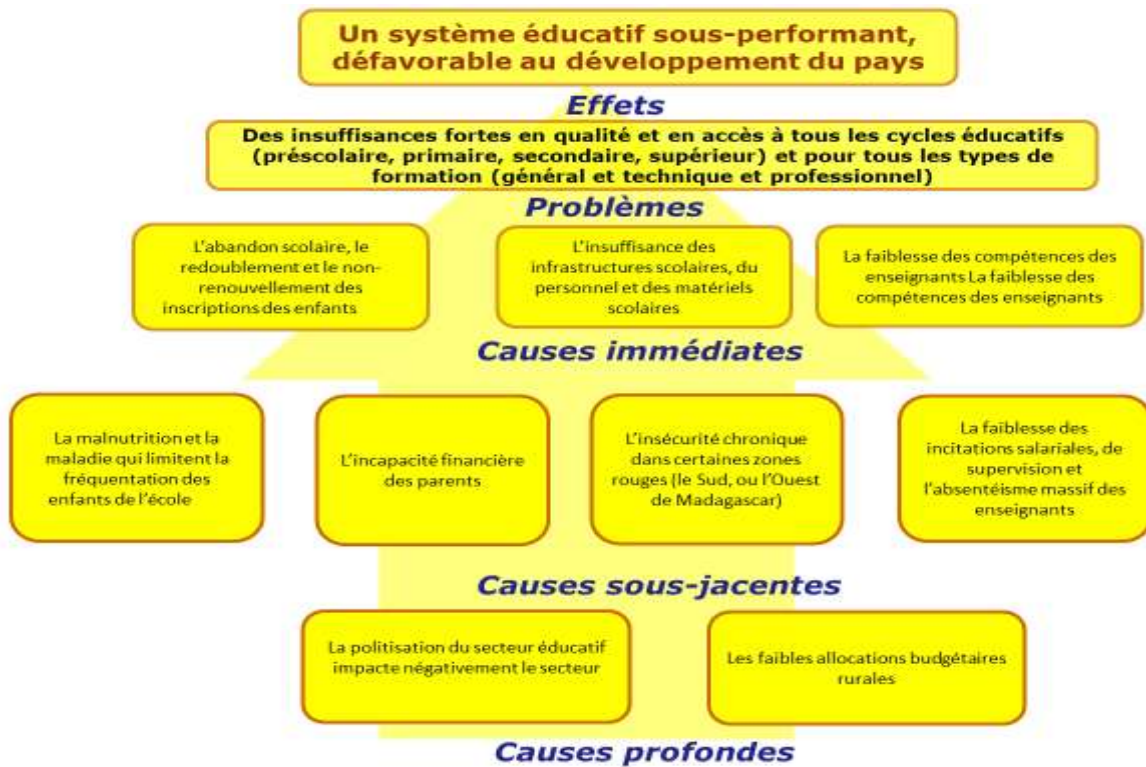 Un système éducatif sous-performant,
défavorable au développement du pays
Effets
Des insuffisances fortes en qualité et en accès à tous les cycles éducatifs
(préscolaire, primaire, secondaire, supérieur) et pour tous les types de
formation (général et technique et professionnel)
Problèmes
L'abandon scolaire, le
redoublement et le non-
renouvellement des
inscriptions des enfants
L'insuffisance des
infrastructures scolaires, du
personnel et des matériels
scolaires
La faiblesse des compétences des
enseignants La faiblesse des
compétences des enseignants
Causes immédiates
La malnutrition et la
maladie qui limitent la
fréquentation des
enfants de l'école
L'incapacité financière
des parents
L'insécurité chronique
dans certaines zones
rouges (le Sud, ou l'Ouest
de Madagascar)
La faiblesse des
incitations salariales, de
supervision et
l'absentéisme massif des
enseignants
Causes sous-jacentes
La politisation du secteur éducatif
impacte négativement le secteur
Les faibles allocations budgétaires
rurales
Causes profondes